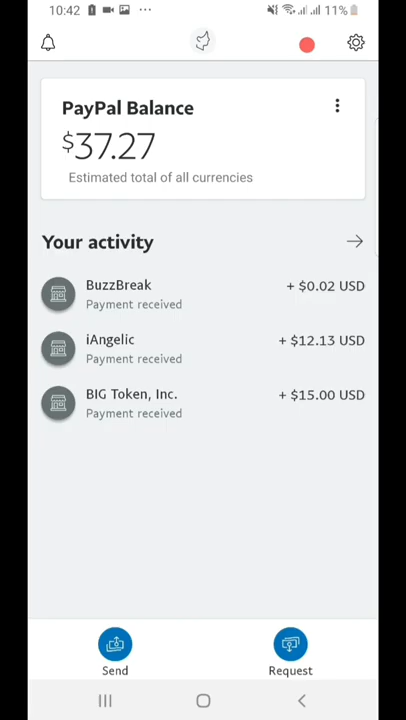 10:42
11%
PayPal Balance
$37.27
Estimated total of all currencies
Your activity
BuzzBreak + $0.02 USD
Payment received
iAngelic + $12.13 USD
Payment received
BIG Token, Inc. + $15.00 USD
Payment received
Send Request